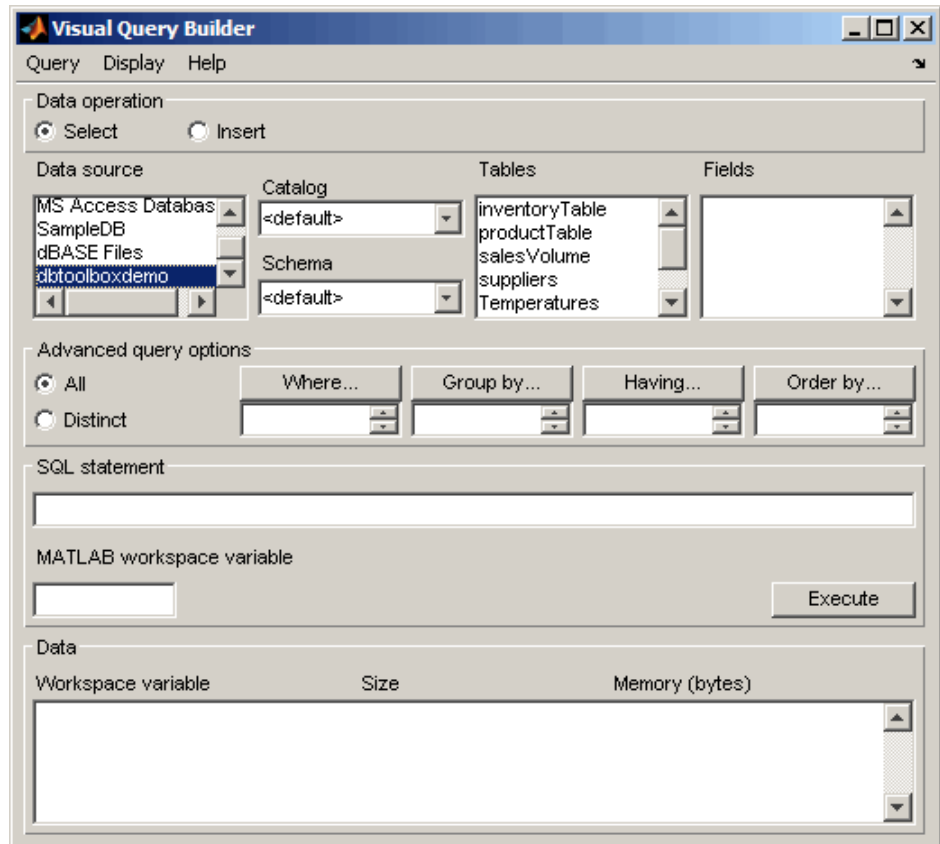 Visual Query Builder
Query Display Help
Data operation
Select Insert
Data source
MS Access Databas
SampleDB
dBASE Files
dbtoolboxdemo
Catalog
<default>
Schema
<default>
Tables
inventoryTable
productTable
salesVolume
suppliers
Temperatures
Fields
Advanced query options
All
Distinct
Where... Group by... Having... Order by...
SQL statement
MATLAB workspace variable
Execute
Data
Workspace variable Size Memory (bytes)